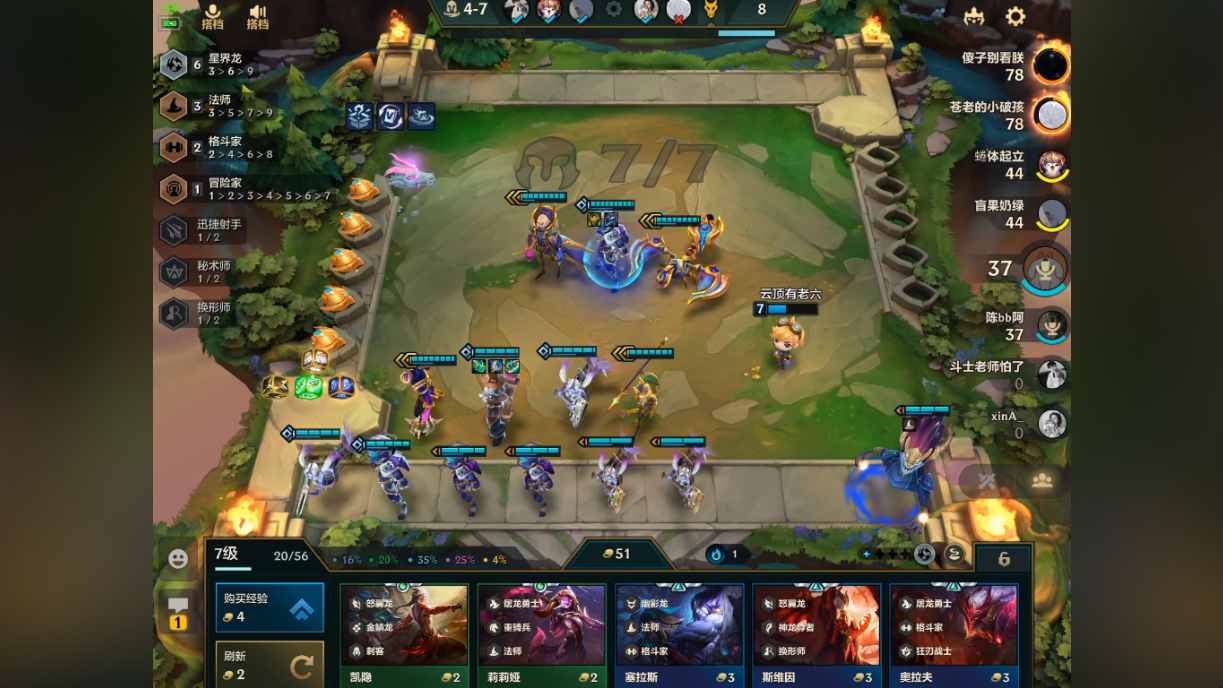 搭档
搭档
4-7
8
6 星界龙
3 > 6 > 9
3 法师
3 > 5 > 7 > 9
2 格斗家
2 > 4 > 6 > 8
1 冒险家
1 > 2 > 3 > 4 > 5 > 6 > 7
迅捷射手
1 / 2
秘术师
1 / 2
换形师
1 / 2
7/7
云顶有老六
7
傻子别看朕
78
苍老的小破孩
78
蜷体起立
44
盲果奶绿
44
37
陈bb阿
37
斗士老师怕了
0
xinA_
0
7级
20/56
16%
20%
35%
25%
4%
51
1
6
1
购买经验
4
刷新
2
怒翼龙
金鳞龙
刺客
凯隐
2
屠龙勇士
重骑兵
法师
莉莉娅
2
幽影龙
法师
格斗家
塞拉斯
3
怒翼龙
神龙尊者
换形师
斯维因
3
屠龙勇士
格斗家
狂刃战士
奥拉夫
3